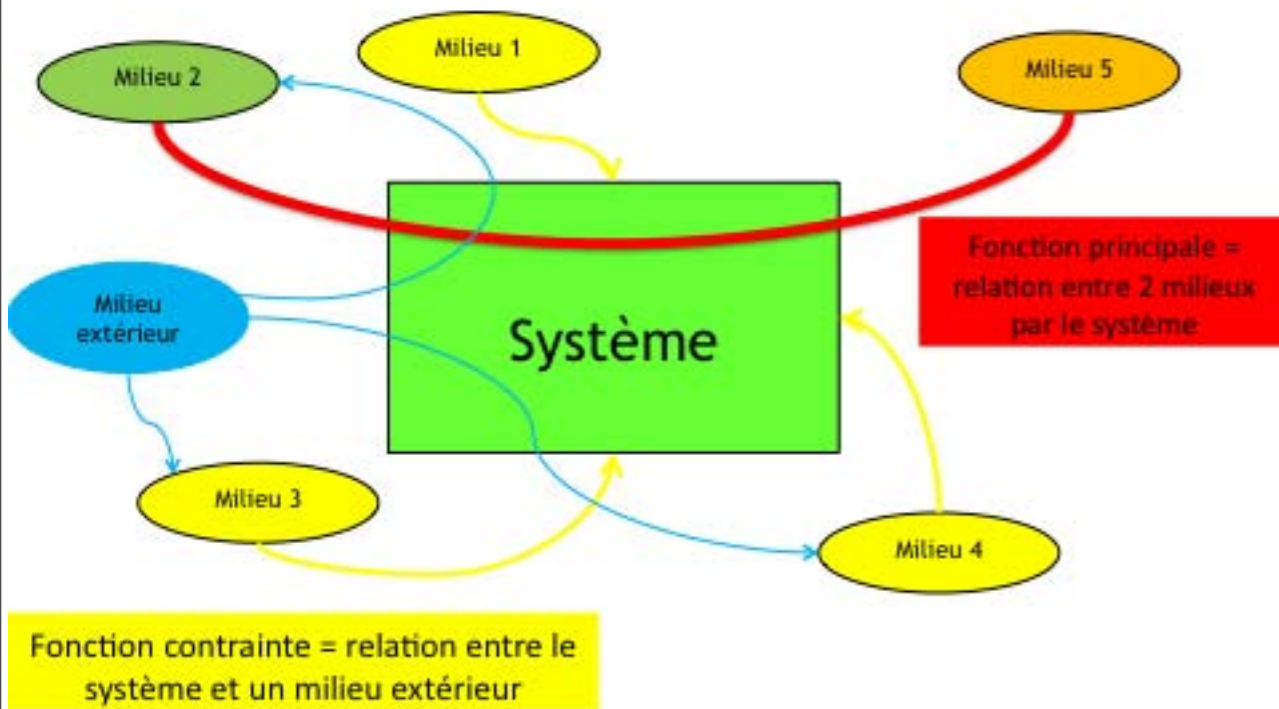 Milieu 1
Milieu 2
Milieu 5
Fonction principale =
relation entre 2 milieux
par le système
Milieu
extérieur
Système
Milieu 3
Milieu 4
Fonction contrainte = relation entre le
système et un milieu extérieur